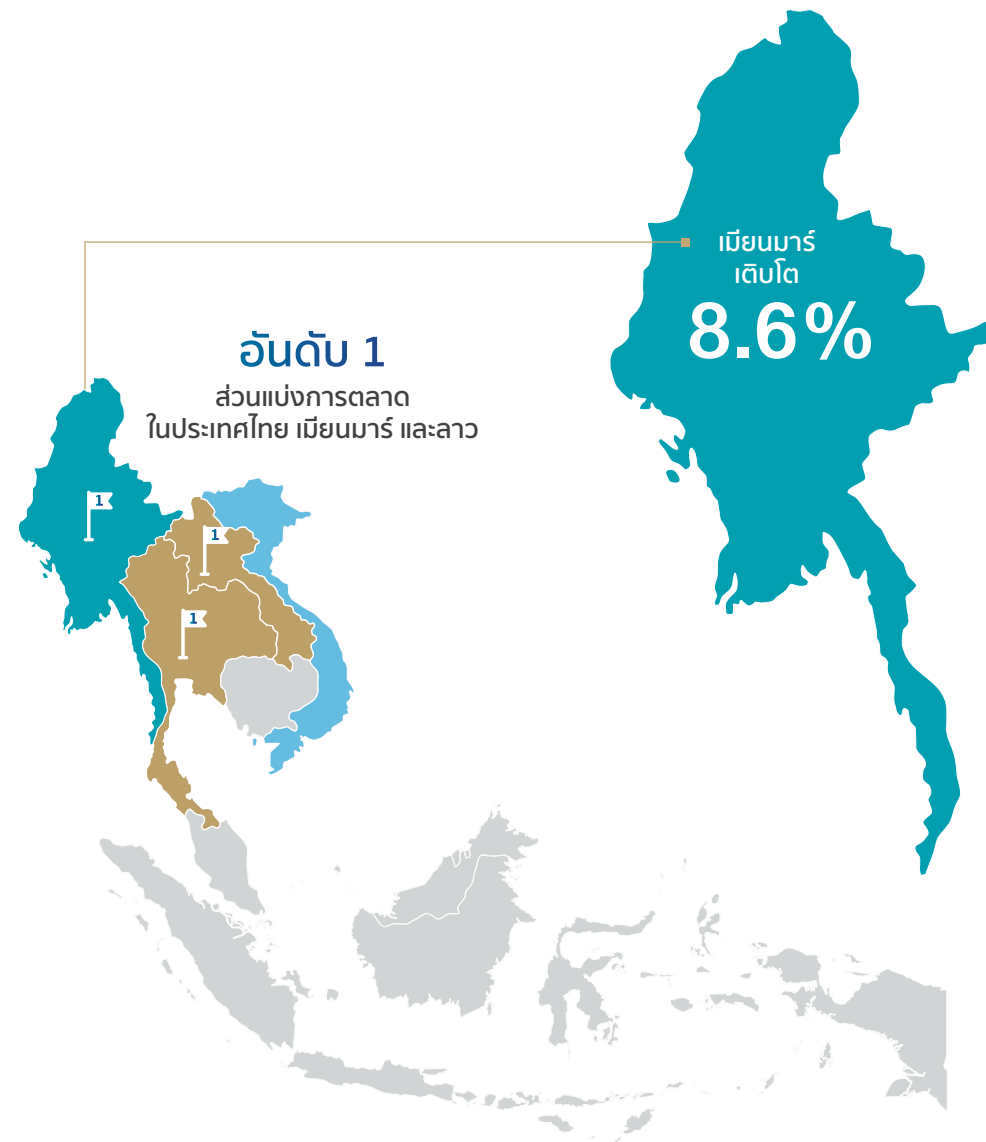 เมียนมาร์
เติบโต
8.6%
อันดับ 1
ส่วนแบ่งการตลาด
ในประเทศไทย เมียนมาร์ และลาว
1
1
1